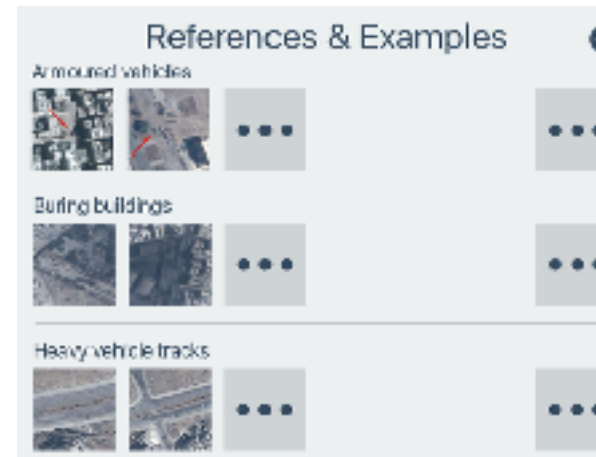 References & Examples
Armoured vehicles
Buring buildings
Heavy vehicle tracks